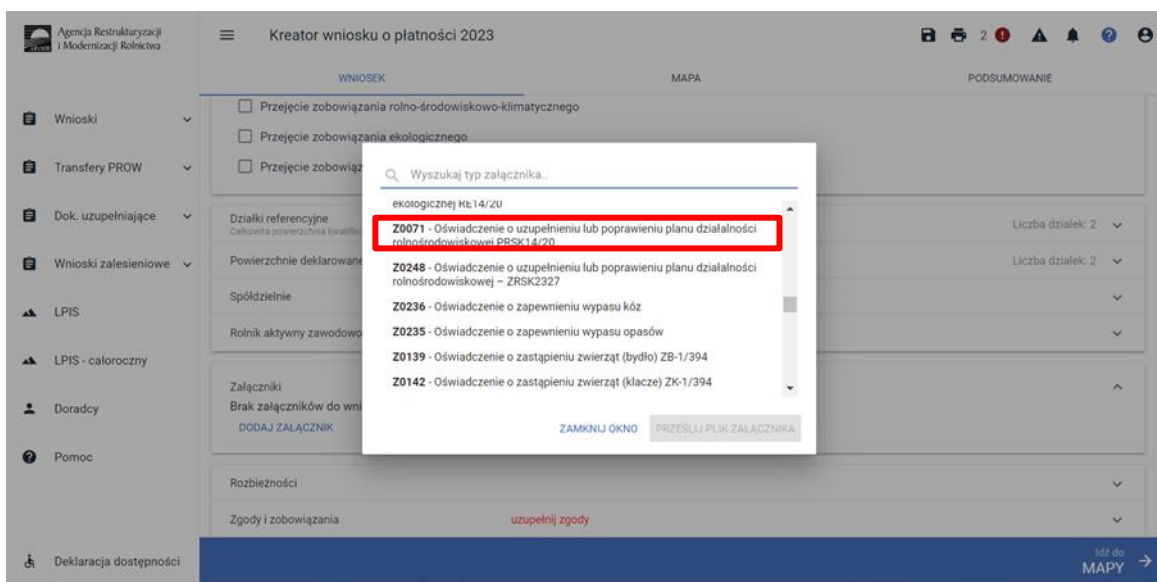 Agencja Restrukturyzacji
i Modernizacji Rolnictwa
Kreator wniosku o płatności 2023
2
WNIOSEK
MAPA
PODSUMOWANIE
Wnioski
Transfery PROW
Dok. uzupełniające
Wnioski zalesieniowe
LPIS
LPIS - całoroczny
Doradcy
Pomoc
Deklaracja dostępności
Przejęcie zobowiązania rolno-środowiskowo-klimatycznego
Przejęcie zobowiązania ekologicznego
Przejęcie zobowiąz
Działki referencyjne
Całkowita powierzchnia kwalifik
Liczba działek: 2
Powierzchnie deklarowane
Liczba działek: 2
Spółdzielnie
Rolnik aktywny zawodowo
Załączniki
Brak załączników do wni
DODAJ ZAŁĄCZNIK
Rozbieżności
Zgody i zobowiązania
uzupełnij zgody
Wyszukaj typ załącznika..
ekologicznej RE14/20
Z0071 - Oświadczenie o uzupełnieniu lub poprawieniu planu działalności
rolnośrodowiskowej PRSK14/20
Z0248 - Oświadczenie o uzupełnieniu lub poprawieniu planu działalności
rolnośrodowiskowej – ZRSK2327
Z0236 - Oświadczenie o zapewnieniu wypasu kóz
Z0235 - Oświadczenie o zapewnieniu wypasu opasów
Z0139 - Oświadczenie o zastąpieniu zwierząt (bydło) ZB-1/394
Z0142 - Oświadczenie o zastąpieniu zwierząt (klacze) ZK-1/394
ZAMKNIJ OKNO
PRZEŚLIJ PLIK ZAŁĄCZNIKA
Idź do
MAPY